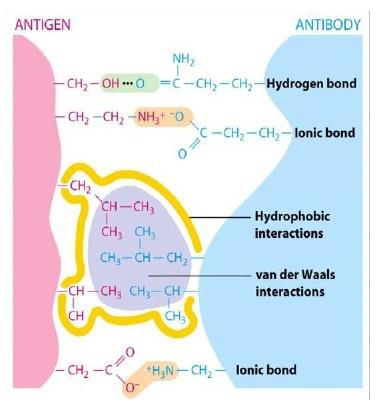 ANTIGEN ANTIBODY
NH₂
–CH₂–OH•••O=C–CH₂–CH₂– Hydrogen bond
–CH₂–CH₂–NH₃⁺ ⁻O
C–CH₂–CH₂– Ionic bond
O
–CH₂
CH–CH₃
CH₃ CH₃
Hydrophobic
interactions
CH₃–CH–CH₂
van der Waals
interactions
–CH–CH₃ CH₃–CH–
CH CH₃
O
–CH₂–C ⁺H₃N–CH₂– Ionic bond
O⁻